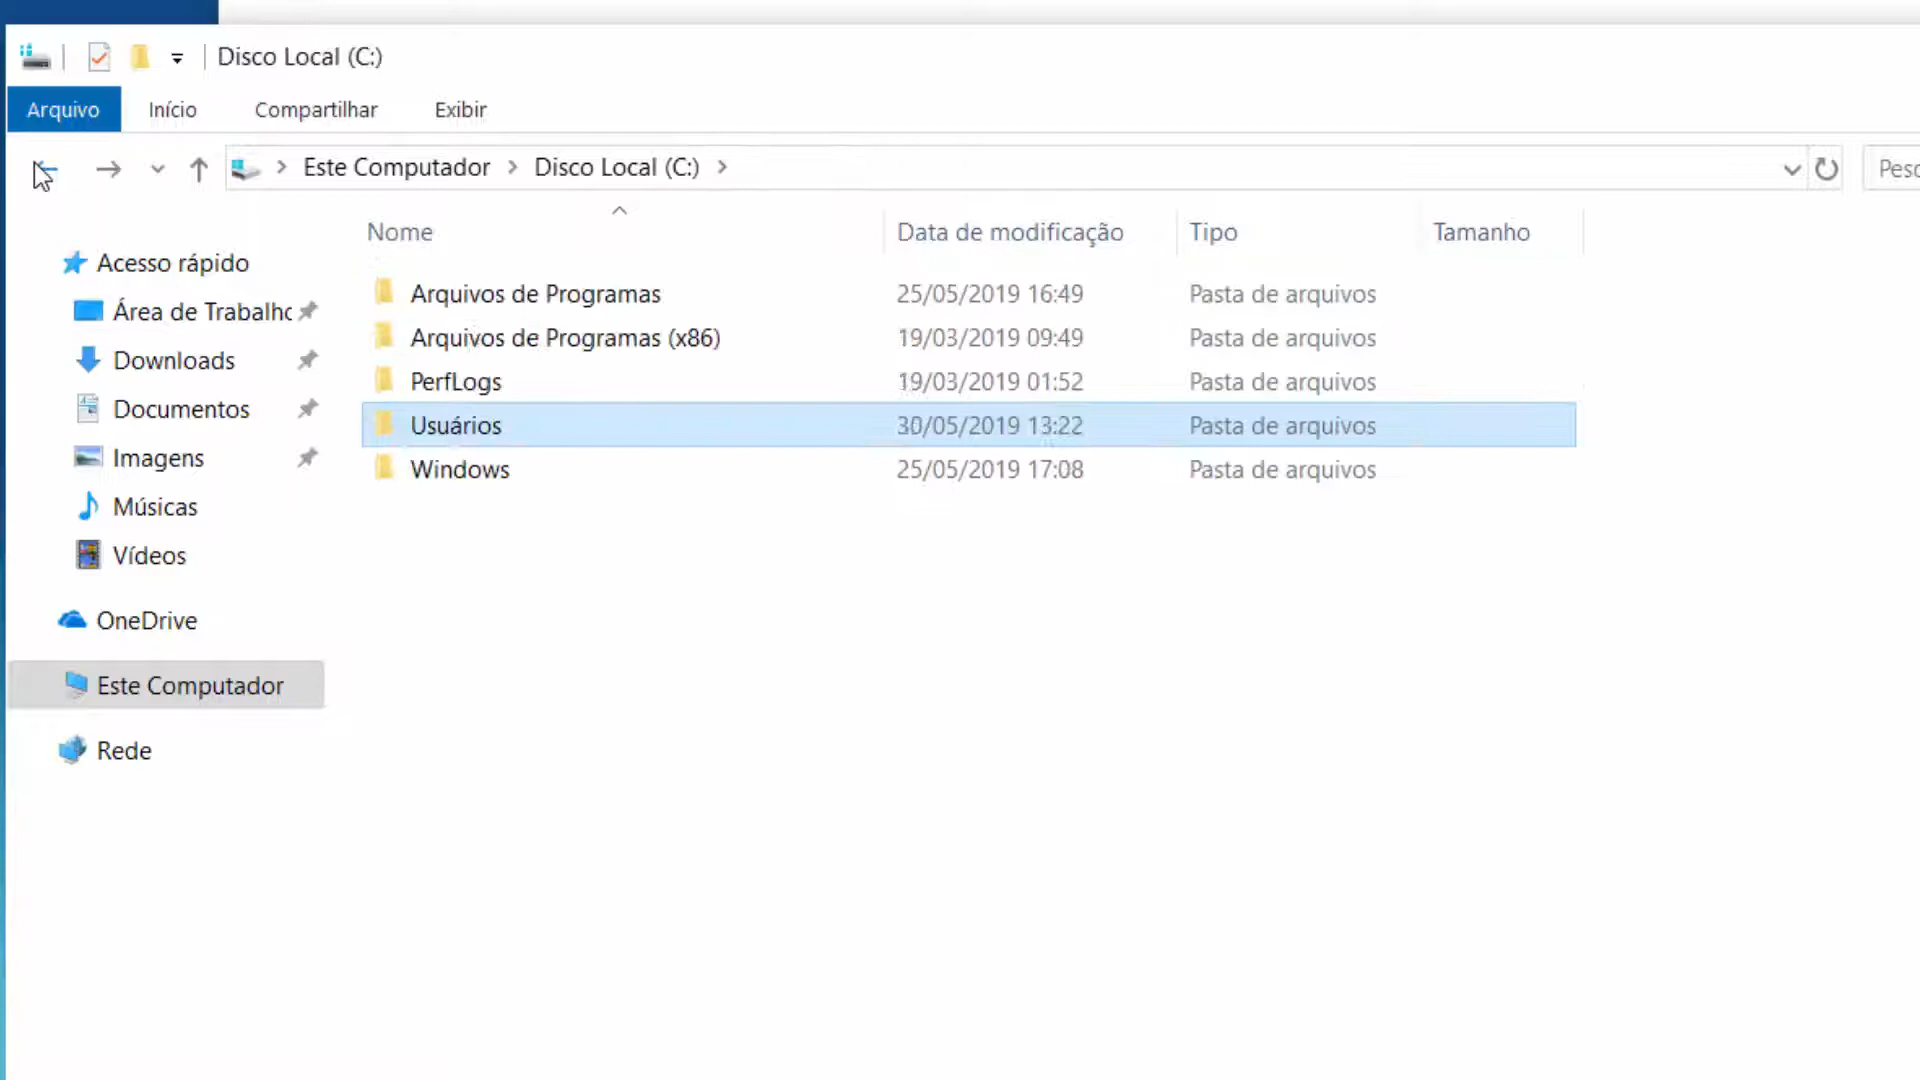 Disco Local (C:)
Arquivo Início Compartilhar Exibir
Este Computador Disco Local (C:)
Nome Data de modificação Tipo Tamanho
Acesso rápido
Área de Trabalho
Downloads
Documentos
Imagens
Músicas
Vídeos
OneDrive
Este Computador
Rede
Arquivos de Programas 25/05/2019 16:49 Pasta de arquivos
Arquivos de Programas (x86) 19/03/2019 09:49 Pasta de arquivos
PerfLogs 19/03/2019 01:52 Pasta de arquivos
Usuários 30/05/2019 13:22 Pasta de arquivos
Windows 25/05/2019 17:08 Pasta de arquivos